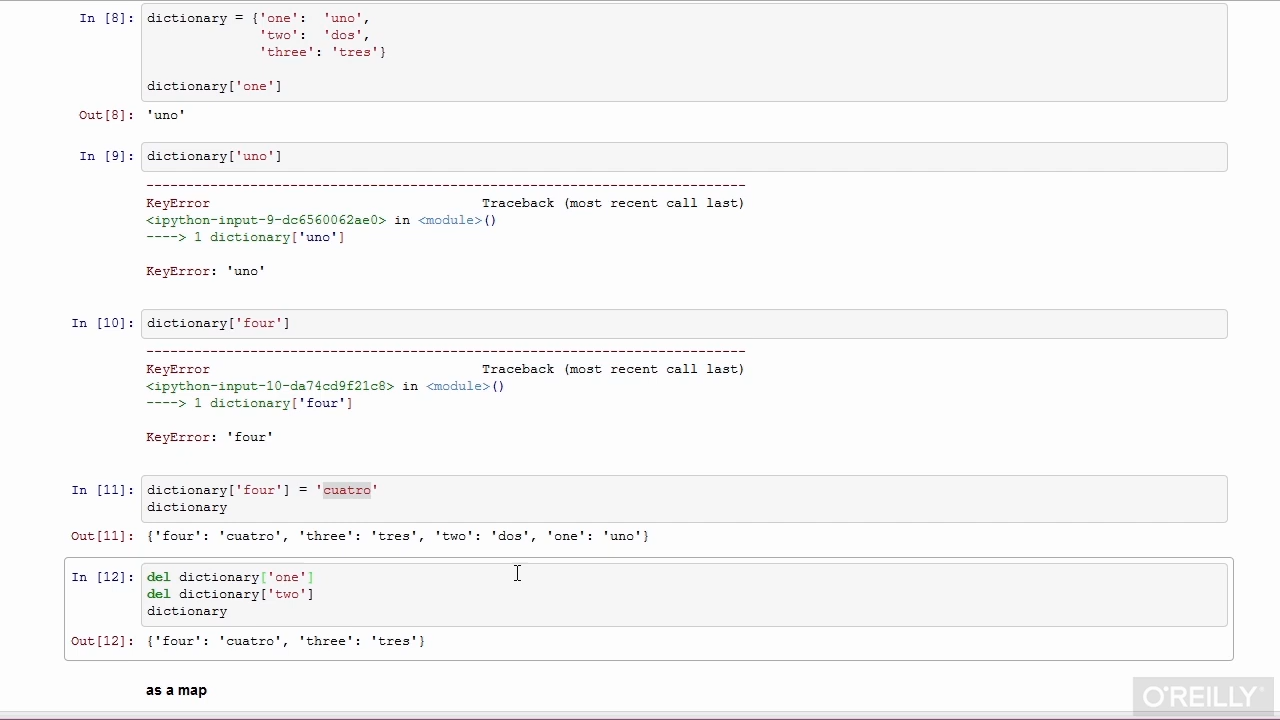 In [8]: dictionary = {'one':  'uno',
'two':  'dos',
'three': 'tres'}
dictionary['one']
Out[8]: 'uno'
In [9]: dictionary['uno']
---------------------------------------------------------------------------
KeyError                                  Traceback (most recent call last)
<ipython-input-9-dc6560062ae0> in <module>()
----> 1 dictionary['uno']
KeyError: 'uno'
In [10]: dictionary['four']
---------------------------------------------------------------------------
KeyError                                  Traceback (most recent call last)
<ipython-input-10-da74cd9f21c8> in <module>()
----> 1 dictionary['four']
KeyError: 'four'
In [11]: dictionary['four'] = 'cuatro'
dictionary
Out[11]: {'four': 'cuatro', 'three': 'tres', 'two': 'dos', 'one': 'uno'}
In [12]: del dictionary['one']
del dictionary['two']
dictionary
Out[12]: {'four': 'cuatro', 'three': 'tres'}
as a map
O'REILLY®